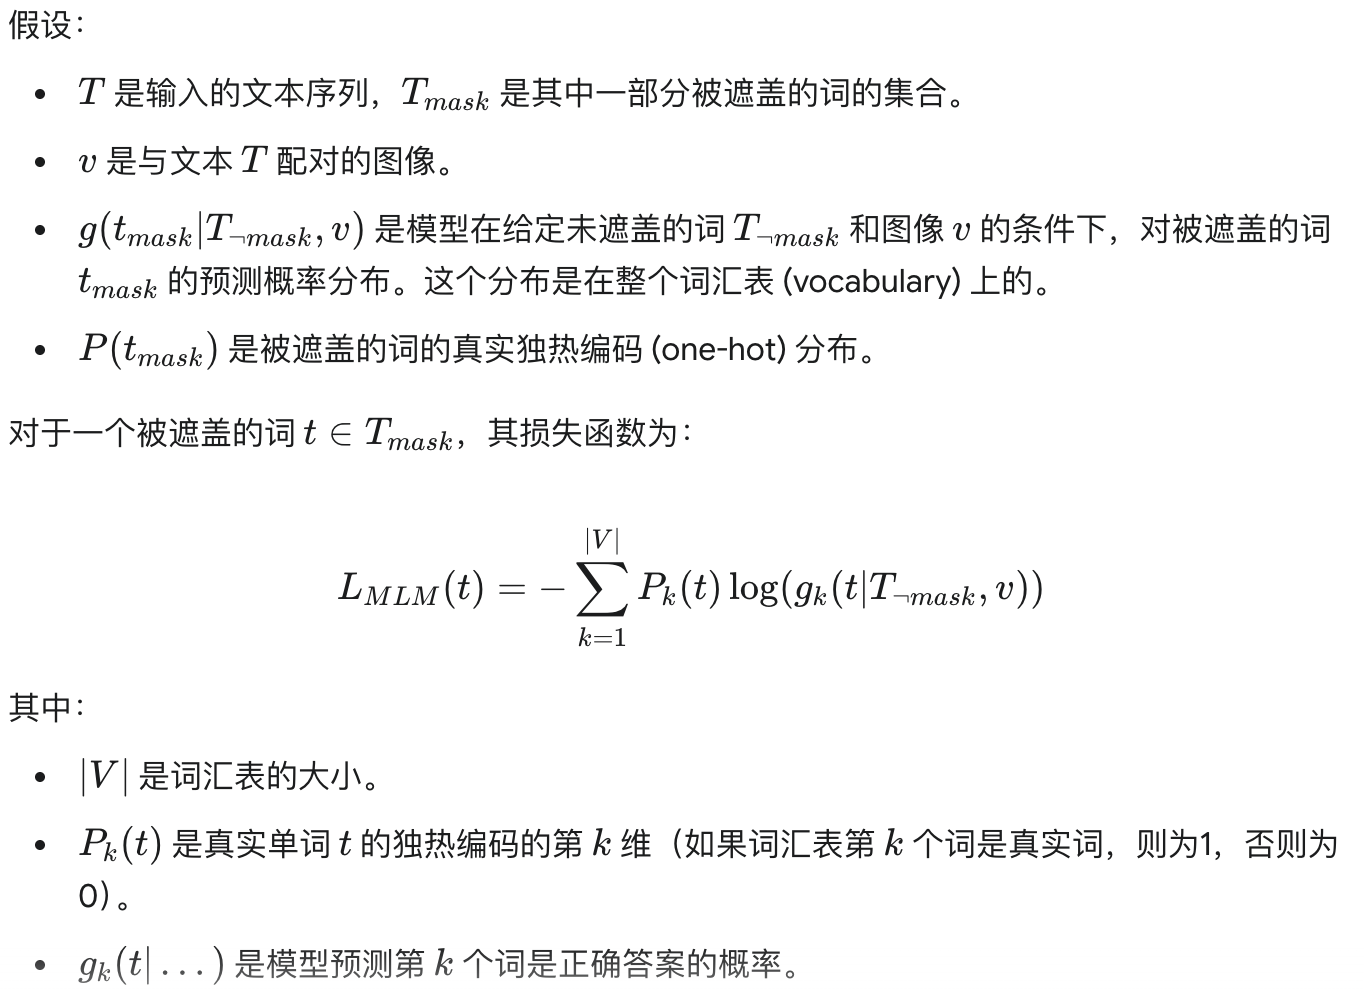 假设：
• T 是输入的文本序列，T_{mask} 是其中一部分被遮盖的词的集合。
• v 是与文本 T 配对的图像。
• g(t_{mask}|T_{¬mask}, v) 是模型在给定未遮盖的词 T_{¬mask} 和图像 v 的条件下，对被遮盖的词
t_{mask} 的预测概率分布。这个分布是在整个词汇表 (vocabulary) 上的。
• P(t_{mask}) 是被遮盖的词的真实独热编码 (one-hot) 分布。
对于一个被遮盖的词 t ∈ T_{mask}，其损失函数为：
L_{MLM}(t) = − \sum_{k=1}^{|V|} P_k(t) log(g_k(t|T_{¬mask}, v))
其中：
• |V| 是词汇表的大小。
• P_k(t) 是真实单词 t 的独热编码的第 k 维（如果词汇表第 k 个词是真实词，则为1，否则为
0）。
• g_k(t|...) 是模型预测第 k 个词是正确答案的概率。